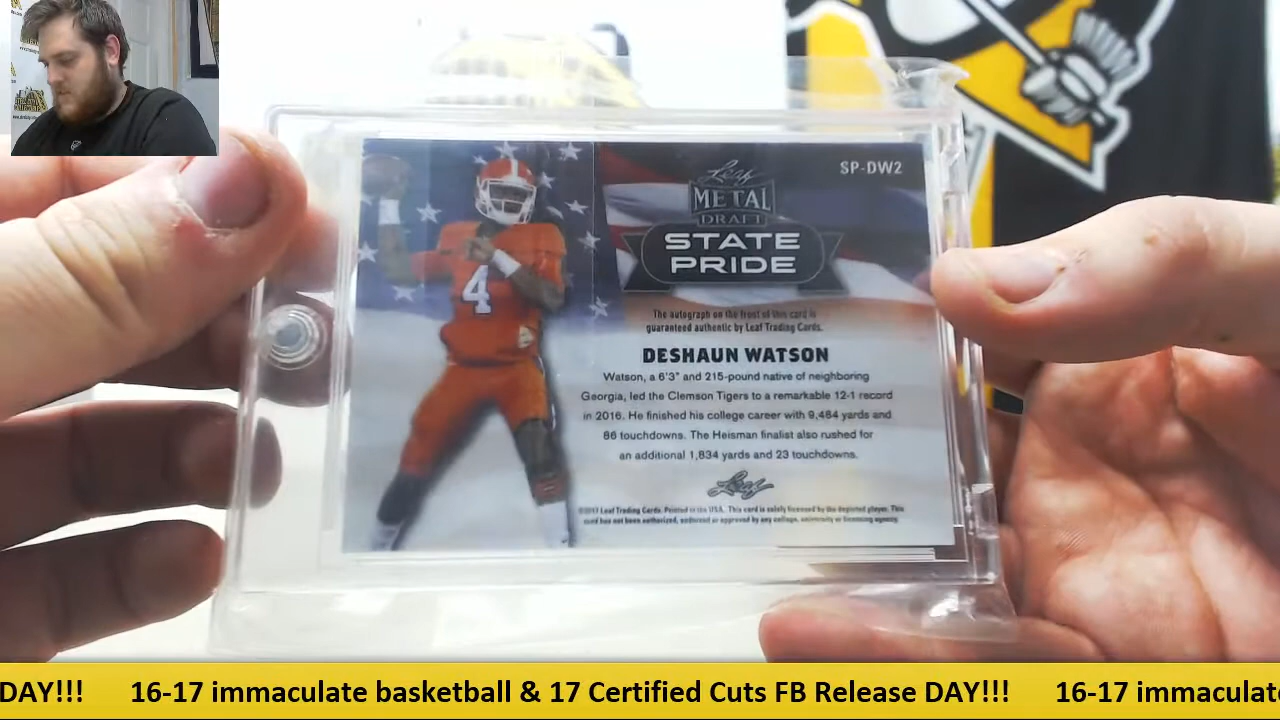 SP-DW2
Leaf
METAL
DRAFT
STATE
PRIDE
The autograph on the front of this card is
guaranteed authentic by Leaf Trading Cards.
DESHAUN WATSON
Watson, a 6'3" and 215-pound native of neighboring
Georgia, led the Clemson Tigers to a remarkable 12-1 record
in 2016. He finished his college career with 9,484 yards and
86 touchdowns. The Heisman finalist also rushed for
an additional 1,834 yards and 23 touchdowns.
Leaf
©2017 Leaf Trading Cards. Printed in the USA. This card is solely licensed by the depicted player. This
card has not been authorized, endorsed or approved by any college, university or licensing agency.
4
DAY!!! 16-17 immaculate basketball & 17 Certified Cuts FB Release DAY!!! 16-17 immaculate